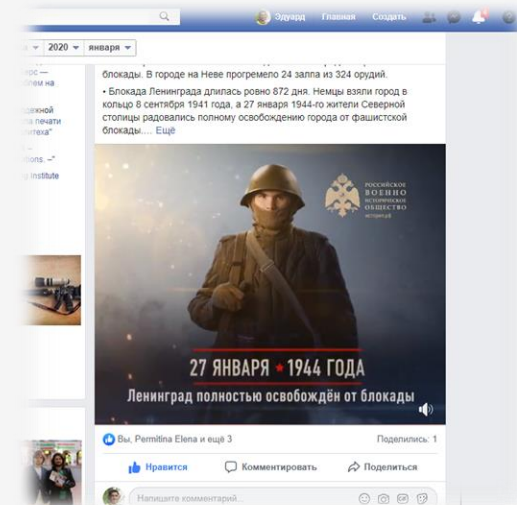 Эдуард Главная Создать
2020 января
блокады. В городе на Неве прогремело 24 залпа из 324 орудий.
• Блокада Ленинграда длилась ровно 872 дня. Немцы взяли город в
кольцо 8 сентября 1941 года, а 27 января 1944-го жители Северной
столицы радовались полному освобождению города от фашистской
блокады.... Ещё
institute
РОССИЙСКОЕ
ВОЕННО
ИСТОРИЧЕСКОЕ
ОБЩЕСТВО
27 ЯНВАРЯ ★ 1944 ГОДА
Ленинград полностью освобождён от блокады
Вы, Permitina Elena и ещё 3 Поделились: 1
Нравится Комментировать Поделиться
Напишите комментарий...
GIF